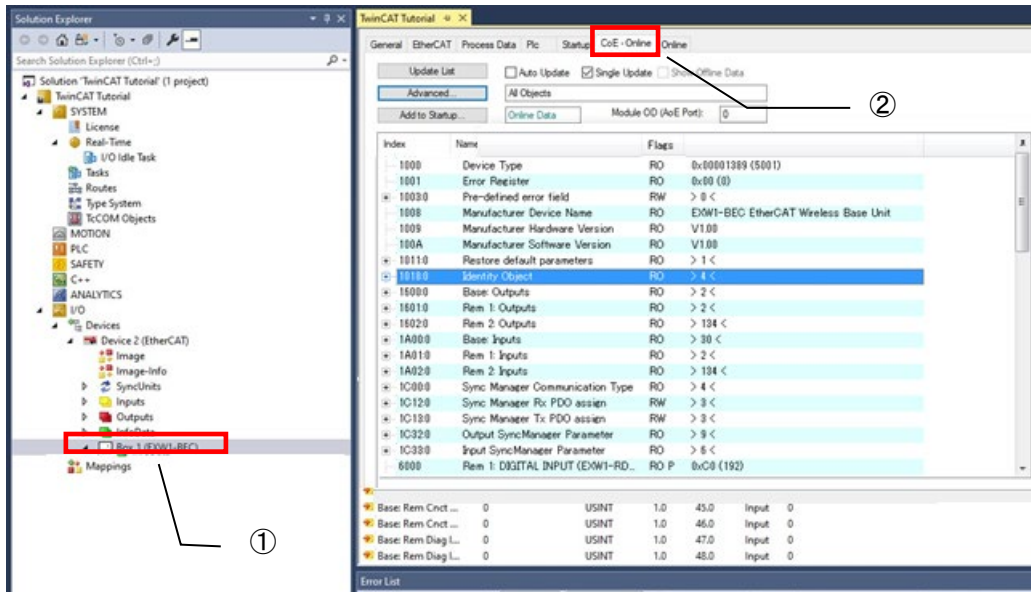 Solution Explorer
Search Solution Explorer (Ctrl+;)
Solution 'TwinCAT Tutorial' (1 project)
TwinCAT Tutorial
SYSTEM
License
Real-Time
I/O Idle Task
Tasks
Routes
Type System
TcCOM Objects
MOTION
PLC
SAFETY
C++
ANALYTICS
I/O
Devices
Device 2 (EtherCAT)
Image
Image-Info
SyncUnits
Inputs
Outputs
InfoData
Box 1 (EXW1-BEC)
Mappings
①
TwinCAT Tutorial
General EtherCAT Process Data Plc Startup CoE - Online Online
Update List Auto Update Single Update Show Offline Data
Advanced... All Objects
Add to Startup... Online Data Module OD (AoE Port): 0
②
Index Name Flags
1000 Device Type RO 0x00001389 (5001)
1001 Error Register RO 0x00 (0)
1003:0 Pre-defined error field RW > 0 <
1008 Manufacturer Device Name RO EXW1-BEC EtherCAT Wireless Base Unit
1009 Manufacturer Hardware Version RO V1.00
100A Manufacturer Software Version RO V1.00
1011:0 Restore default parameters RO > 1 <
1018:0 Identity Object RO > 4 <
1600:0 Base: Outputs RO > 2 <
1601:0 Rem 1: Outputs RO > 2 <
1602:0 Rem 2: Outputs RO > 134 <
1A00:0 Base: Inputs RO > 30 <
1A01:0 Rem 1: Inputs RO > 2 <
1A02:0 Rem 2: Inputs RO > 134 <
1C00:0 Sync Manager Communication Type RO > 4 <
1C12:0 Sync Manager Rx PDO assign RW > 3 <
1C13:0 Sync Manager Tx PDO assign RW > 3 <
1C32:0 Output SyncManager Parameter RO > 9 <
1C33:0 Input SyncManager Parameter RO > 6 <
6000 Rem 1: DIGITAL INPUT (EXW1-RD... RO P 0xC0 (192)
Base: Rem Cnct ... 0 USINT 1.0 45.0 Input 0
Base: Rem Cnct ... 0 USINT 1.0 46.0 Input 0
Base: Rem Diag I... 0 USINT 1.0 47.0 Input 0
Base: Rem Diag I... 0 USINT 1.0 48.0 Input 0
Error List